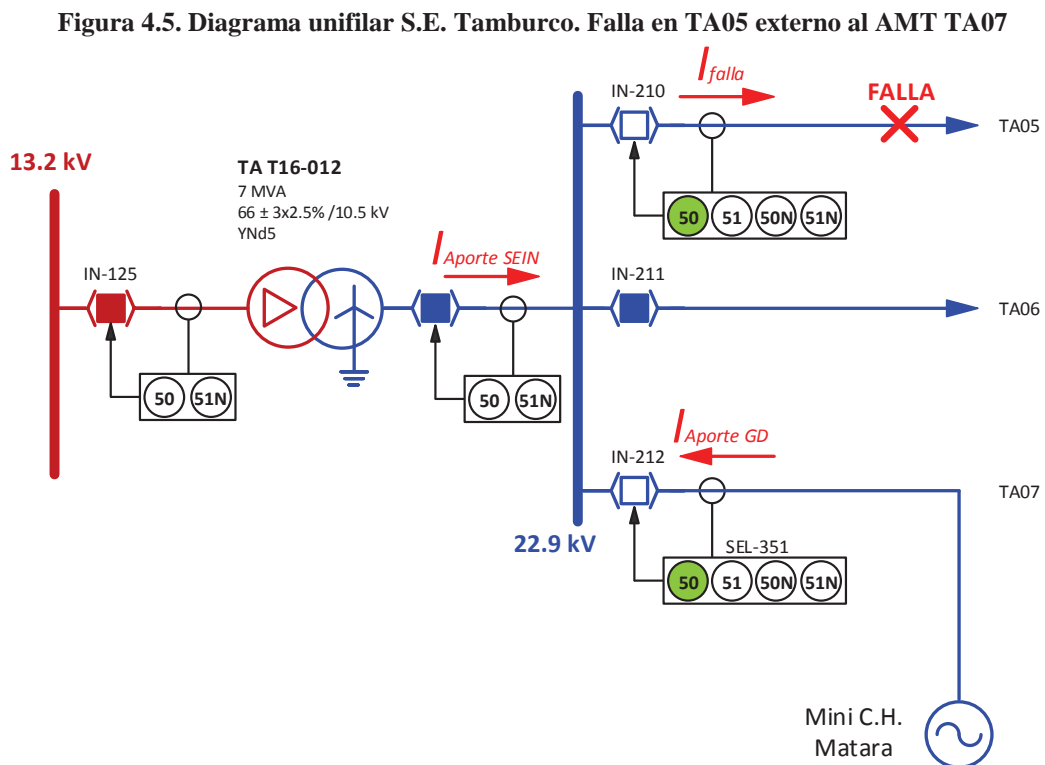 Figura 4.5. Diagrama unifilar S.E. Tamburco. Falla en TA05 externo al AMT TA07
I falla
IN-210
FALLA
TA05
13.2 kV
TA T16-012
7 MVA
66 ± 3x2.5% /10.5 kV
YNd5
50 51 50N 51N
I Aporte SEIN
IN-125
IN-211
TA06
50 51N
50 51N
I Aporte GD
IN-212
TA07
22.9 kV
SEL-351
50 51 50N 51N
Mini C.H.
Matara